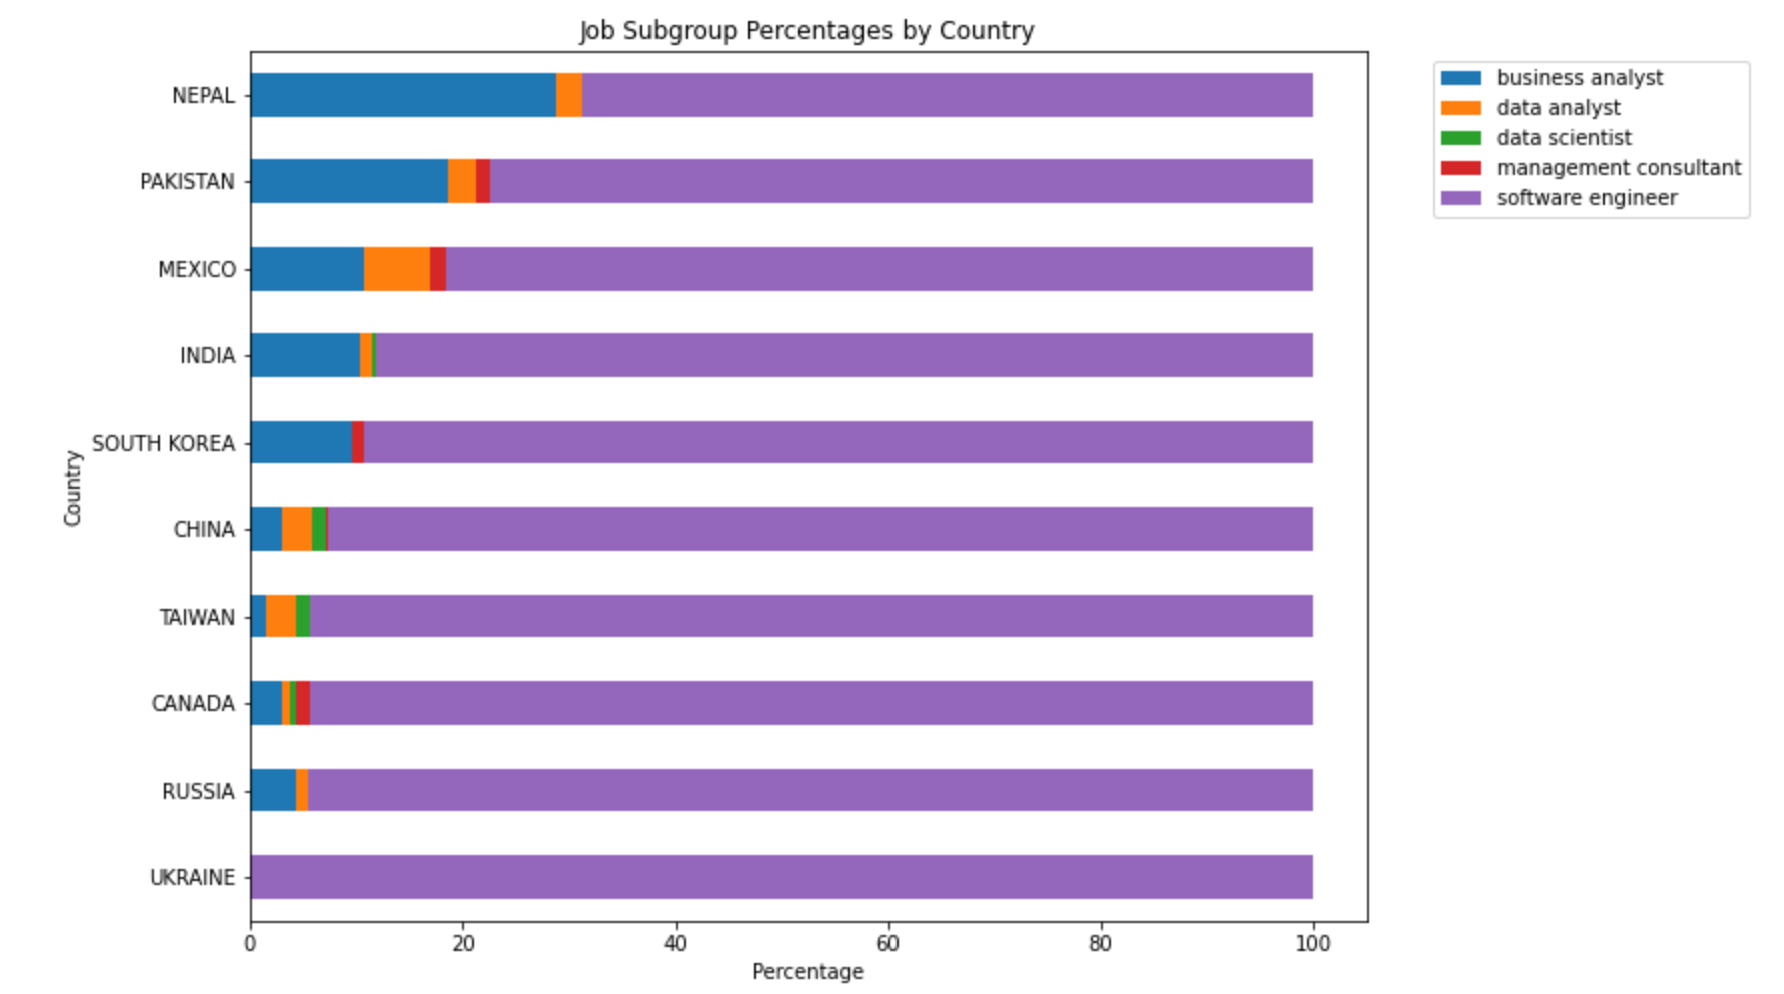 Job Subgroup Percentages by Country
business analyst
data analyst
data scientist
management consultant
software engineer
Country
NEPAL
PAKISTAN
MEXICO
INDIA
SOUTH KOREA
CHINA
TAIWAN
CANADA
RUSSIA
UKRAINE
0 20 40 60 80 100
Percentage